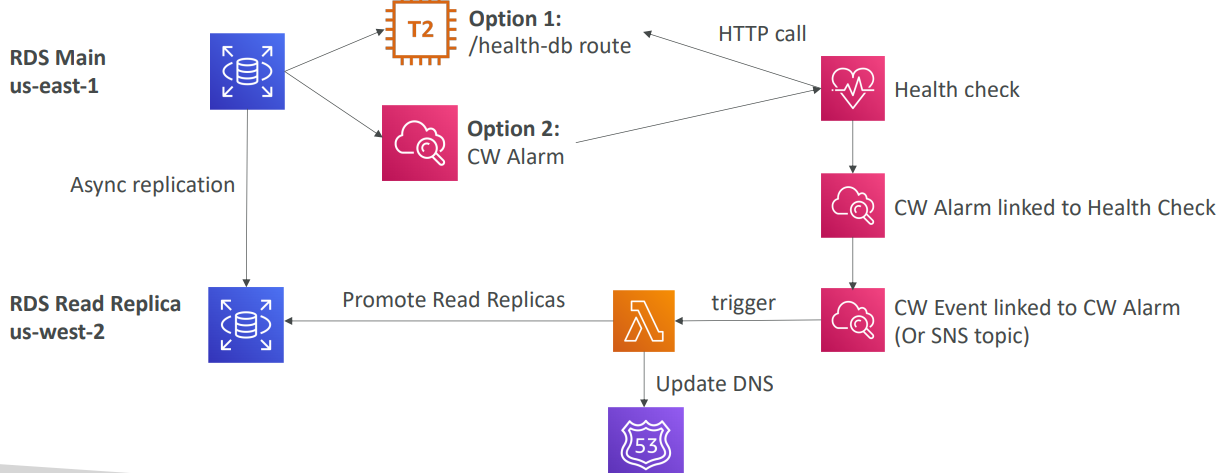 RDS Main
us-east-1
T2
Option 1:
/health-db route
HTTP call
Health check
Option 2:
CW Alarm
Async replication
CW Alarm linked to Health Check
RDS Read Replica
us-west-2
Promote Read Replicas
trigger
CW Event linked to CW Alarm
(Or SNS topic)
Update DNS
53